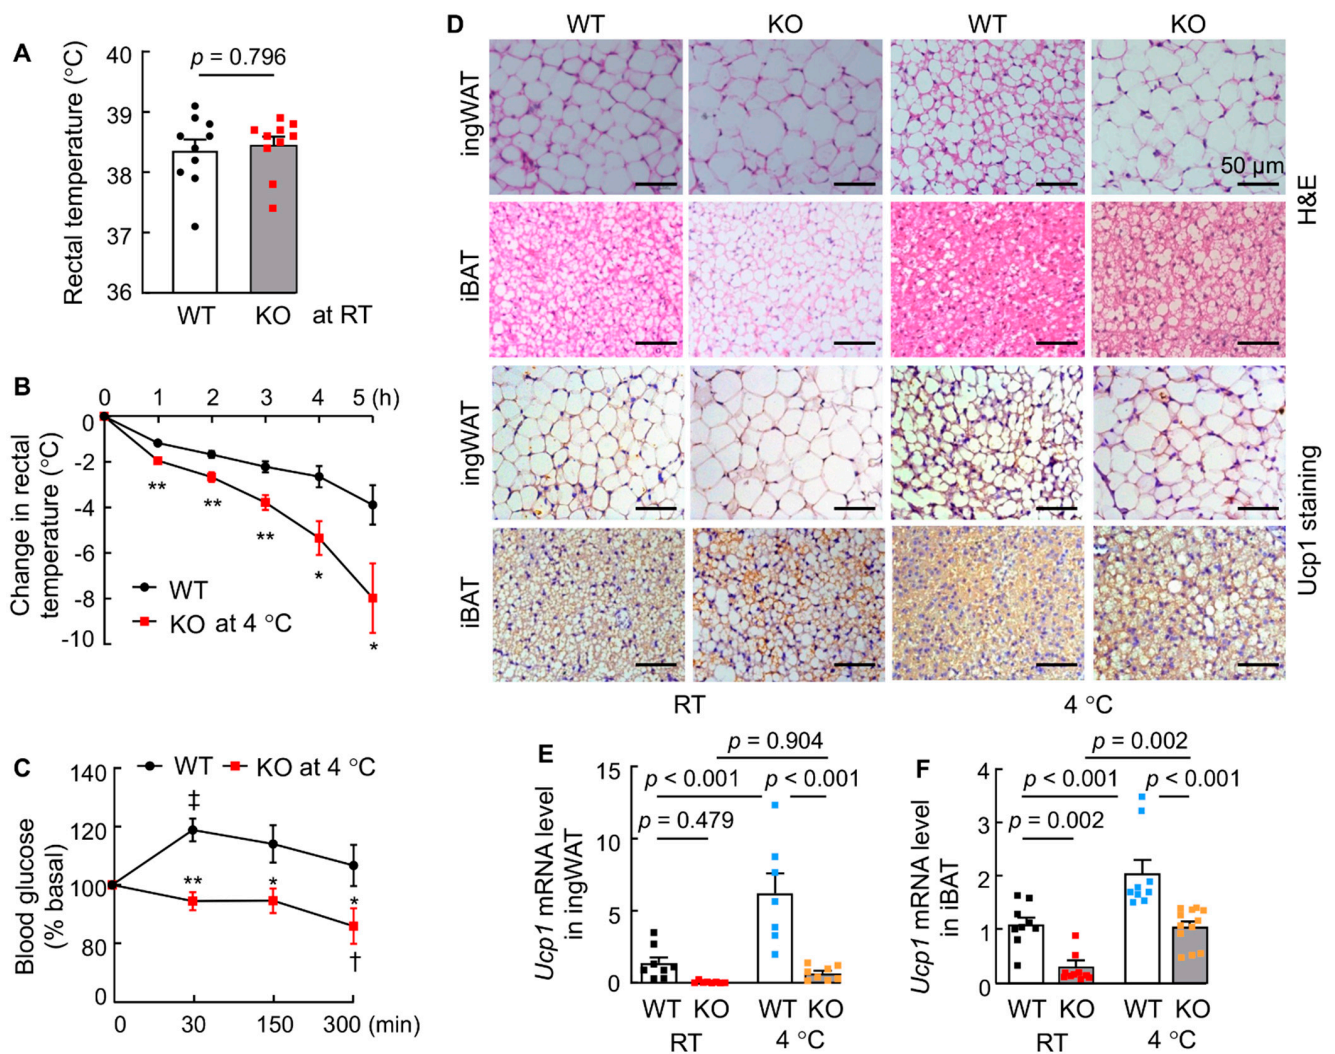 A
Rectal temperature (°C)
40
39
38
37
36
p = 0.796
WT
KO
at RT
B
0
1
2
3
4
5 (h)
Change in rectal
temperature (°C)
0
-2
-4
-6
-8
-10
**
**
**
*
*
WT
KO at 4 °C
C
WT
KO at 4 °C
Blood glucose
(% basal)
140
120
100
80
0
‡
**
*
*
†
0
30
150
300 (min)
D
WT
KO
WT
KO
ingWAT
50 µm
H&E
iBAT
ingWAT
Ucp1 staining
iBAT
RT
4 °C
E
Ucp1 mRNA level
in ingWAT
15
10
5
0
p = 0.904
p < 0.001
p < 0.001
p = 0.479
WT
KO
WT
KO
RT
4 °C
F
Ucp1 mRNA level
in iBAT
4
3
2
1
0
p = 0.002
p < 0.001
p < 0.001
p = 0.002
WT
KO
WT
KO
RT
4 °C